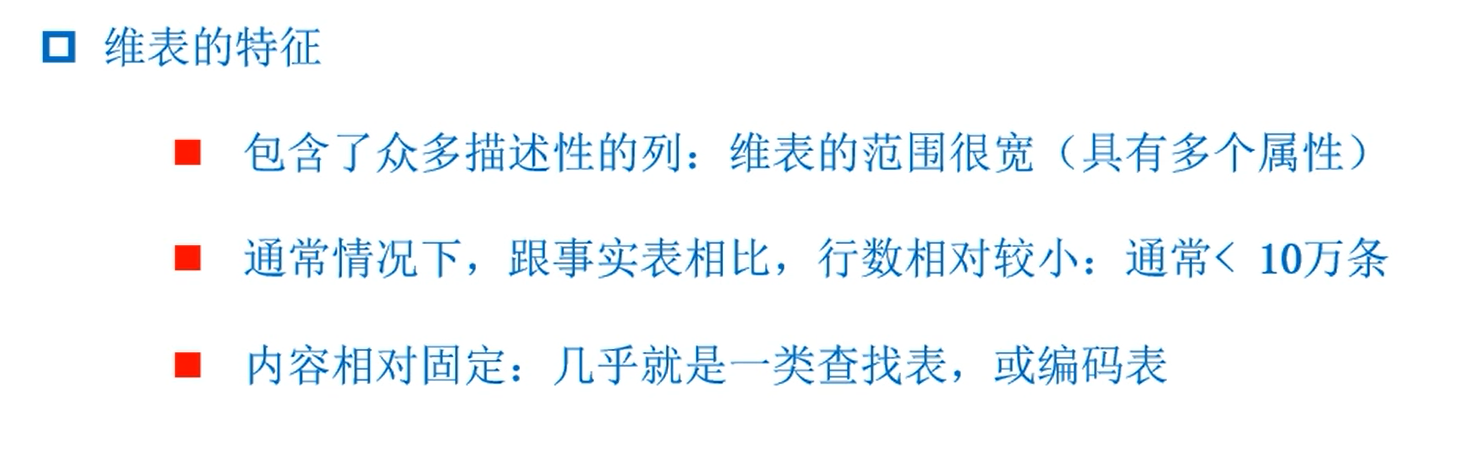 维表的特征
包含了众多描述性的列：维表的范围很宽（具有多个属性）
通常情况下，跟事实表相比，行数相对较小：通常< 10万条
内容相对固定：几乎就是一类查找表，或编码表